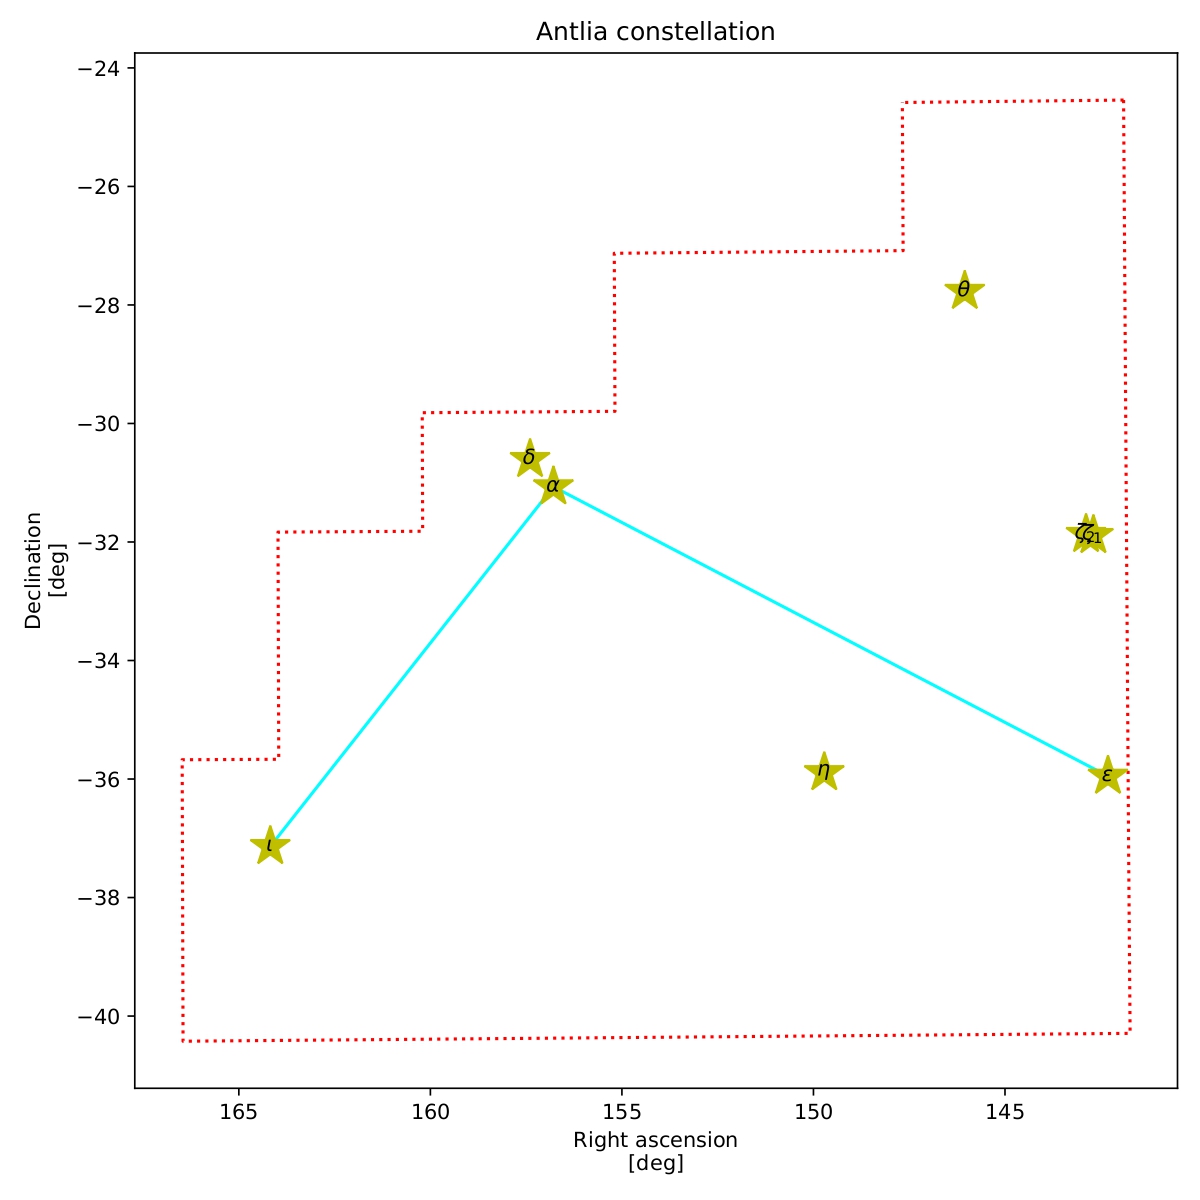 Antlia constellation
−24
−26
−28
−30
−32
−34
−36
−38
−40
Declination
[deg]
θ
δ
α
ζ
ζ₁
η
ε
ι
165
160
155
150
145
Right ascension
[deg]